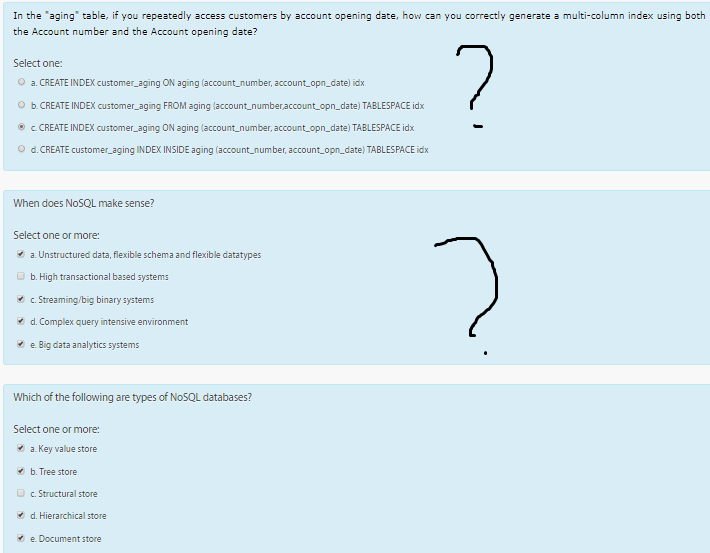 In the "aging" table, if you repeatedly access customers by account opening date, how can you correctly generate a multi-column index using both
the Account number and the Account opening date?
Select one:
a. CREATE INDEX customer_aging ON aging (account_number, account_opn_date) idx
b. CREATE INDEX customer_aging FROM aging (account_number,account_opn_date) TABLESPACE idx
c. CREATE INDEX customer_aging ON aging (account_number, account_opn_date) TABLESPACE idx
d. CREATE customer_aging INDEX INSIDE aging (account_number, account_opn_date) TABLESPACE idx
?
When does NoSQL make sense?
Select one or more:
a. Unstructured data, flexible schema and flexible datatypes
b. High transactional based systems
c. Streaming/big binary systems
d. Complex query intensive environment
e. Big data analytics systems
?
Which of the following are types of NoSQL databases?
Select one or more:
a. Key value store
b. Tree store
c. Structural store
d. Hierarchical store
e. Document store